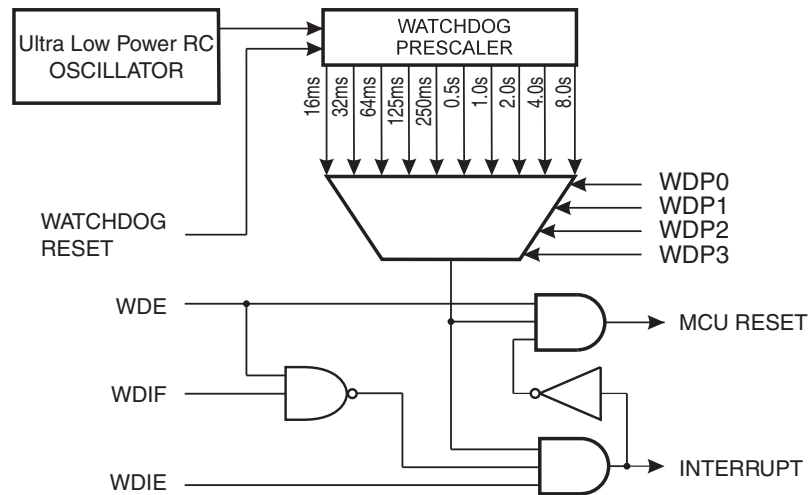 Ultra Low Power RC
OSCILLATOR
WATCHDOG
PRESCALER
16ms
32ms
64ms
125ms
250ms
0.5s
1.0s
2.0s
4.0s
8.0s
WDP0
WDP1
WDP2
WDP3
WATCHDOG
RESET
WDE
MCU RESET
WDIF
INTERRUPT
WDIE